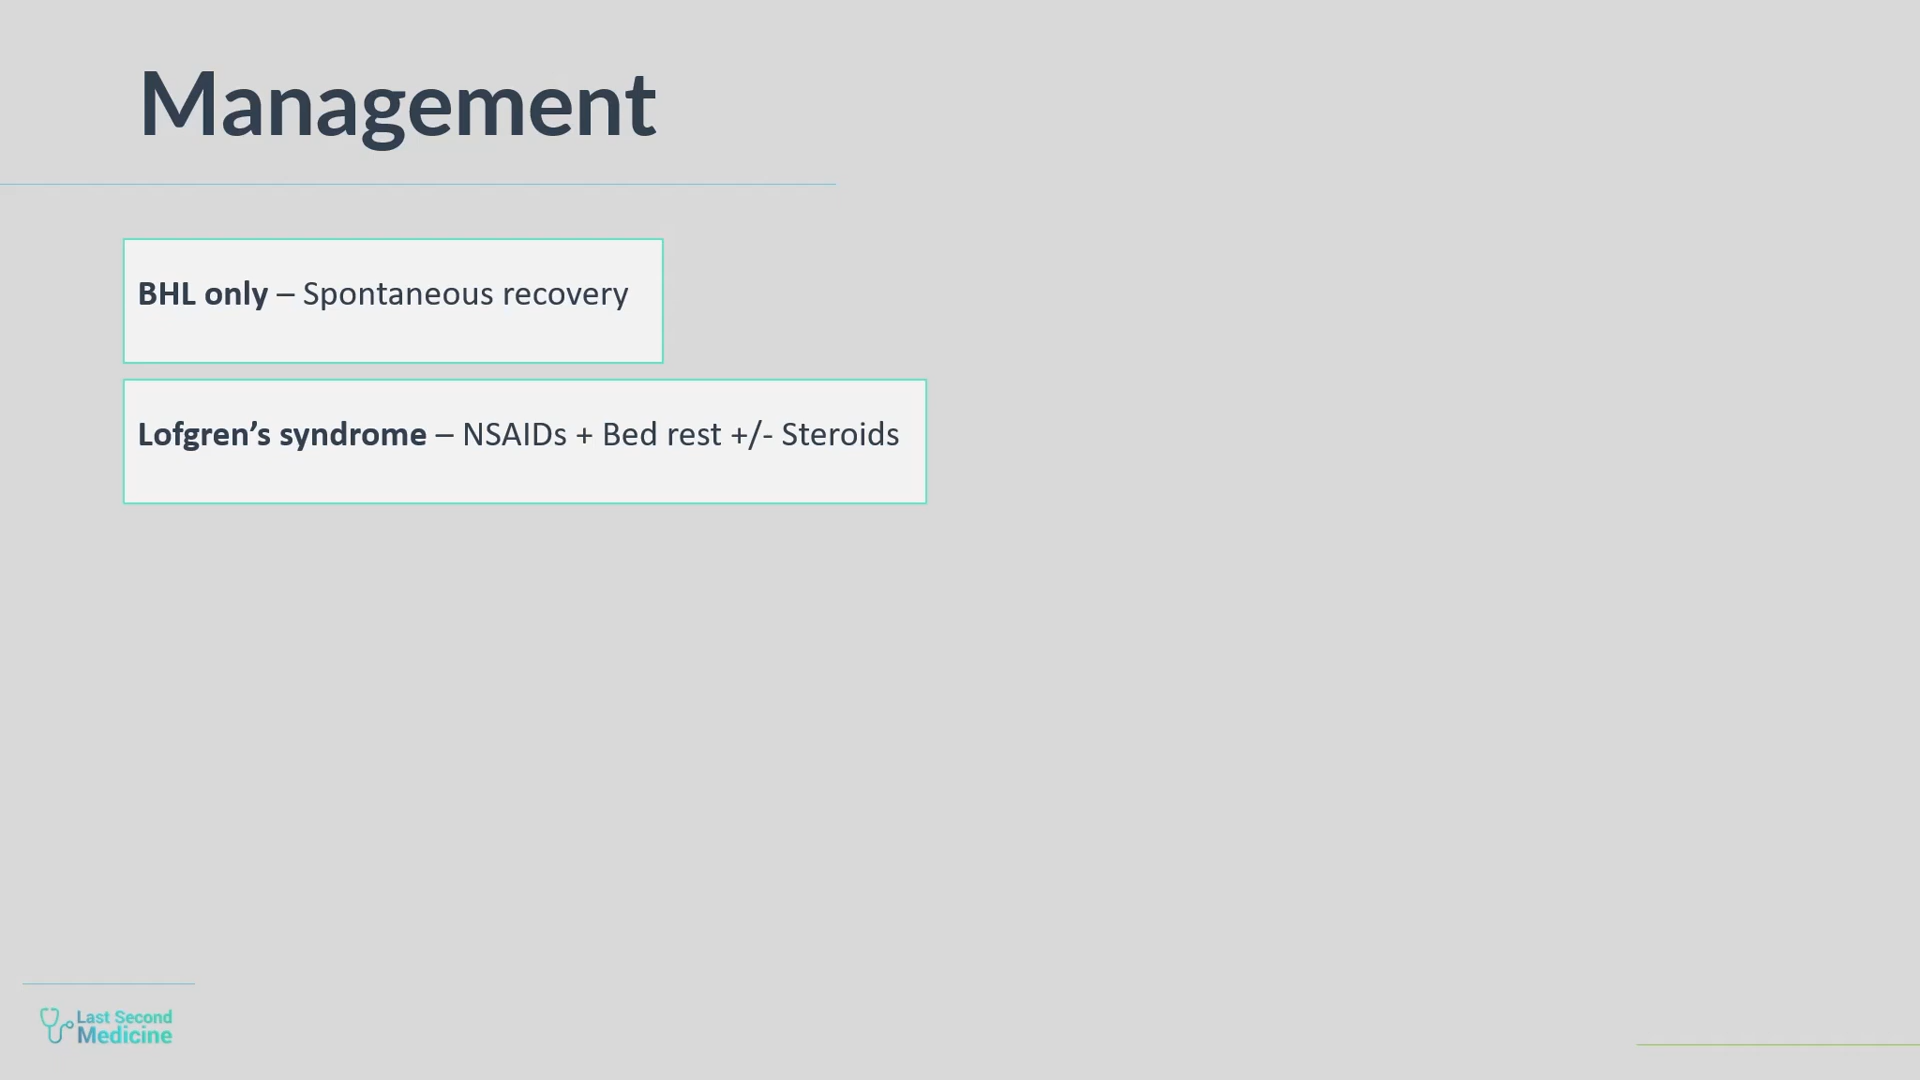 Management
BHL only – Spontaneous recovery
Lofgren’s syndrome – NSAIDs + Bed rest +/- Steroids
Last Second
Medicine